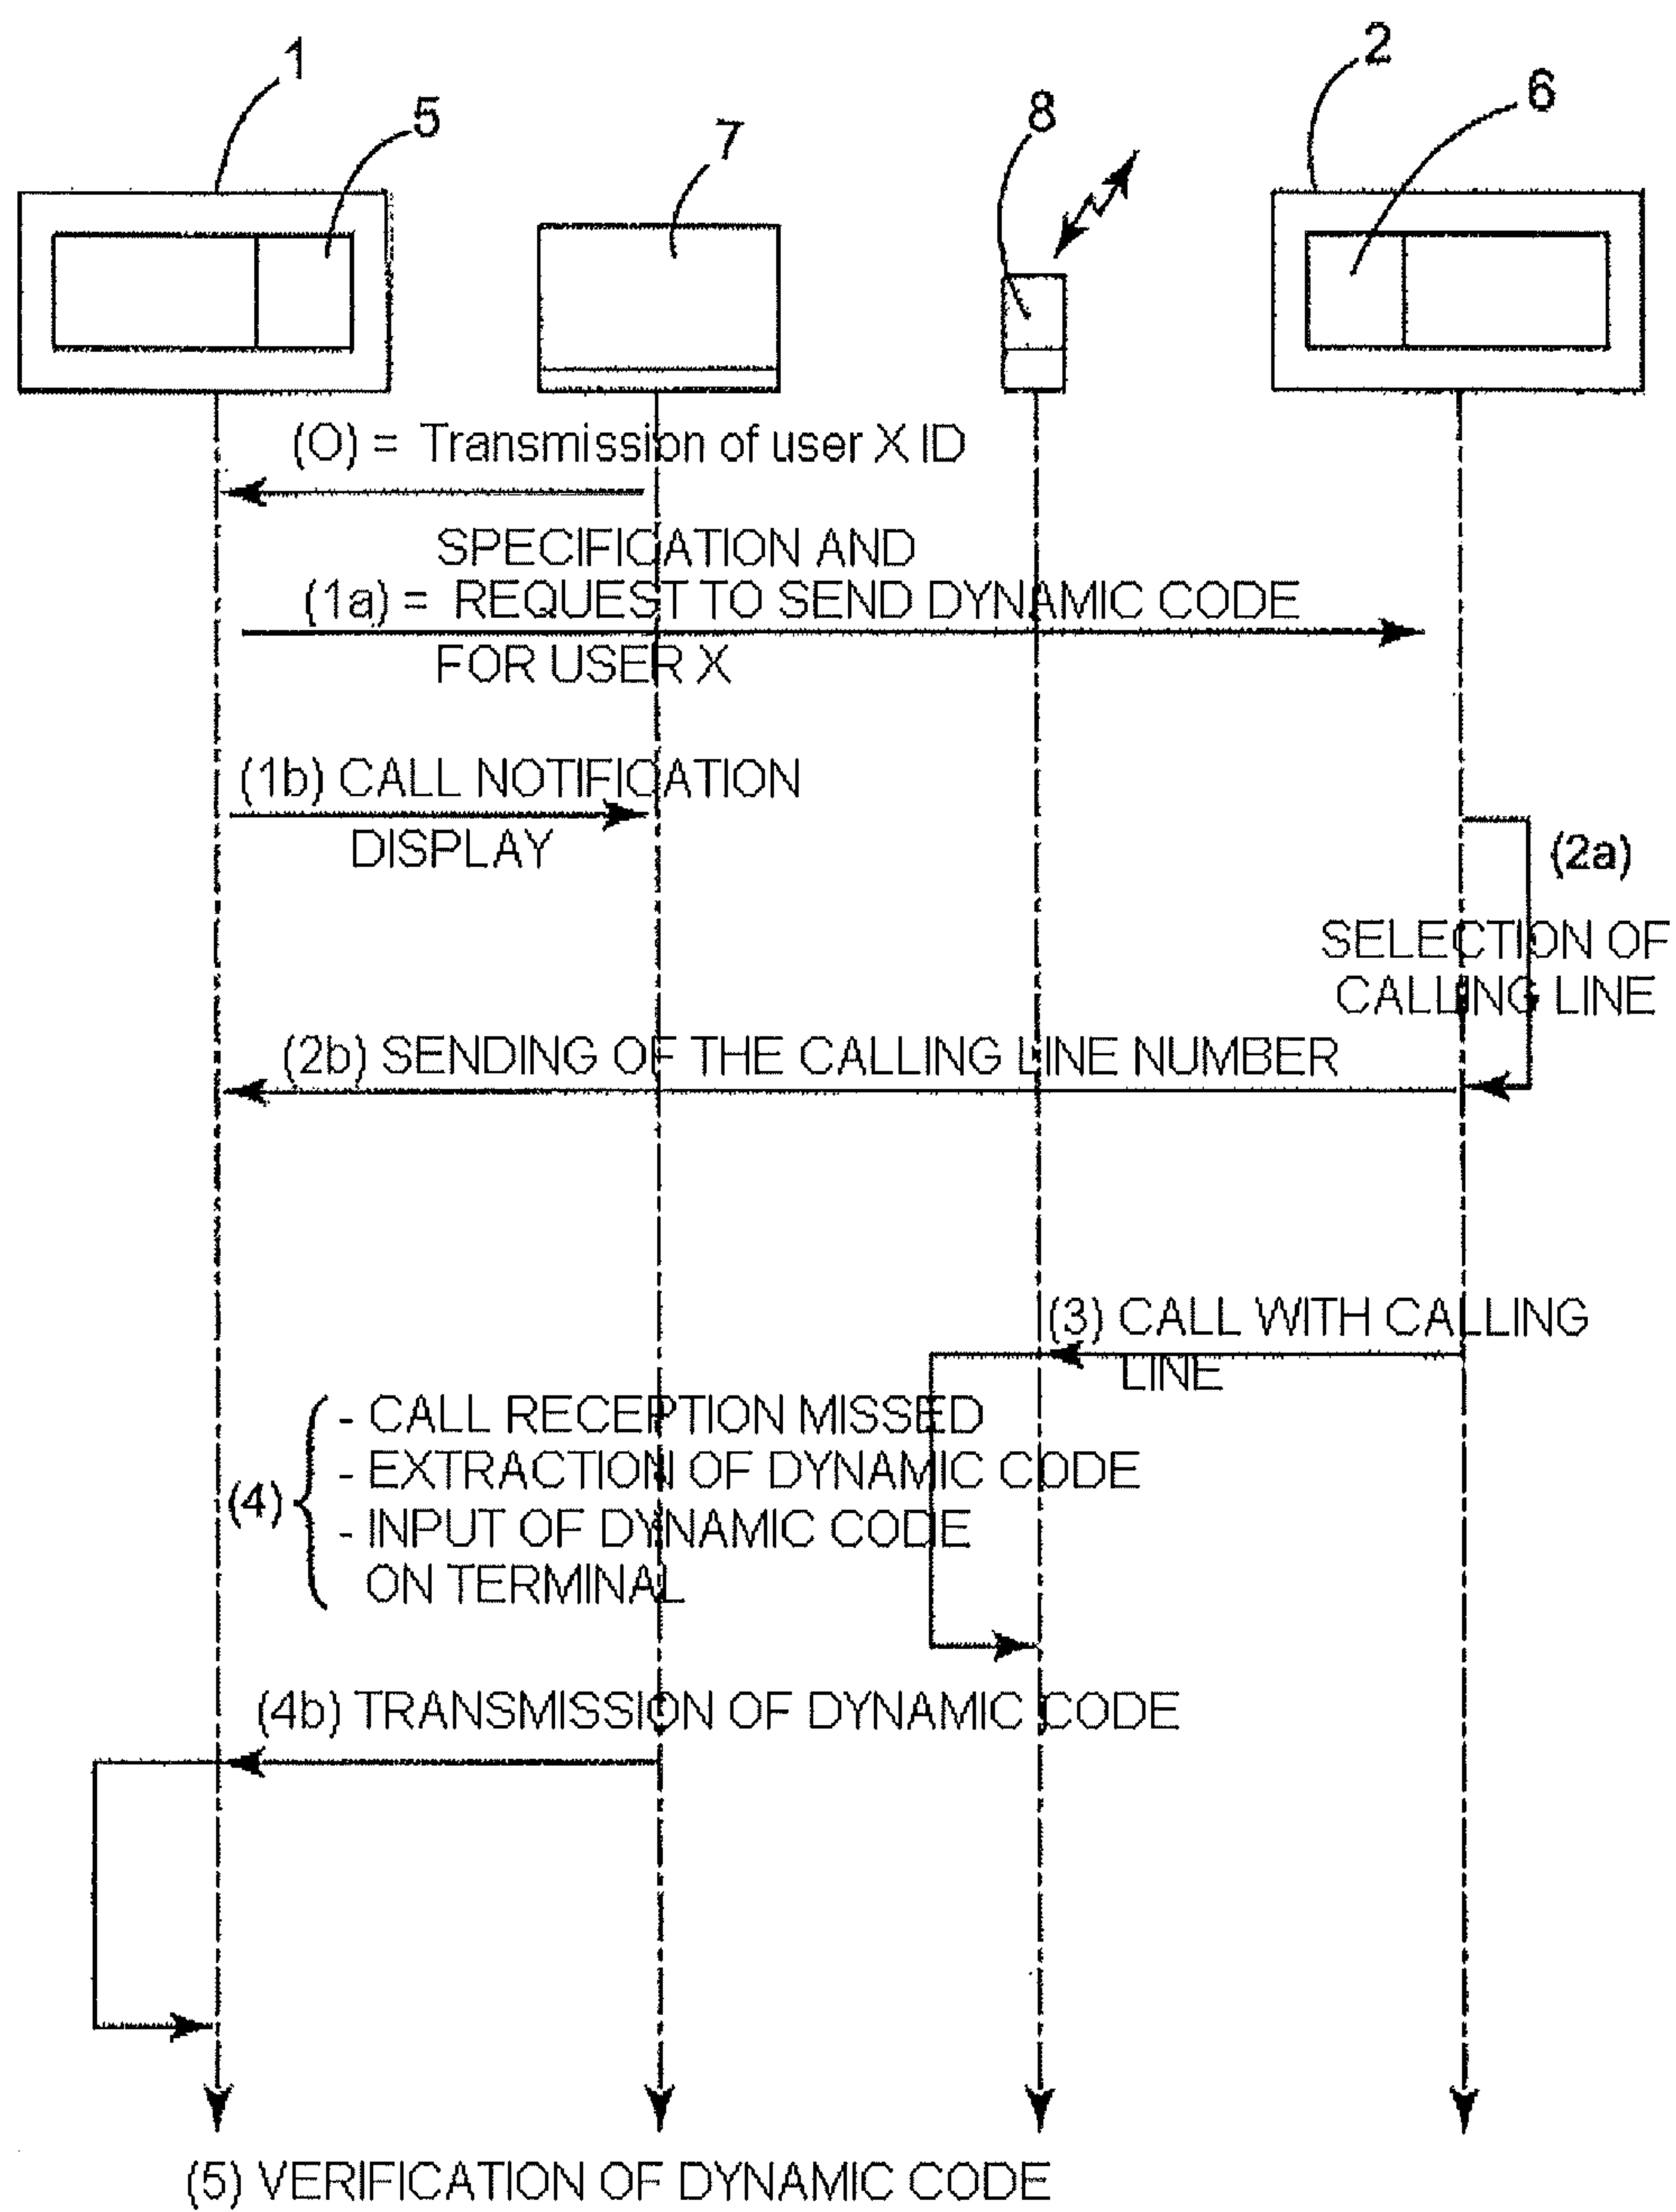 1
5
7
8
2
6
(O) = Transmission of user X ID
SPECIFICATION AND
(1a) = REQUEST TO SEND DYNAMIC CODE
FOR USER X
(1b) CALL NOTIFICATION
DISPLAY
(2a)
SELECTION OF
CALLING LINE
(2b) SENDING OF THE CALLING LINE NUMBER
(3) CALL WITH CALLING
LINE
(4)
- CALL RECEPTION MISSED
- EXTRACTION OF DYNAMIC CODE
- INPUT OF DYNAMIC CODE
ON TERMINAL
(4b) TRANSMISSION OF DYNAMIC CODE
(5) VERIFICATION OF DYNAMIC CODE